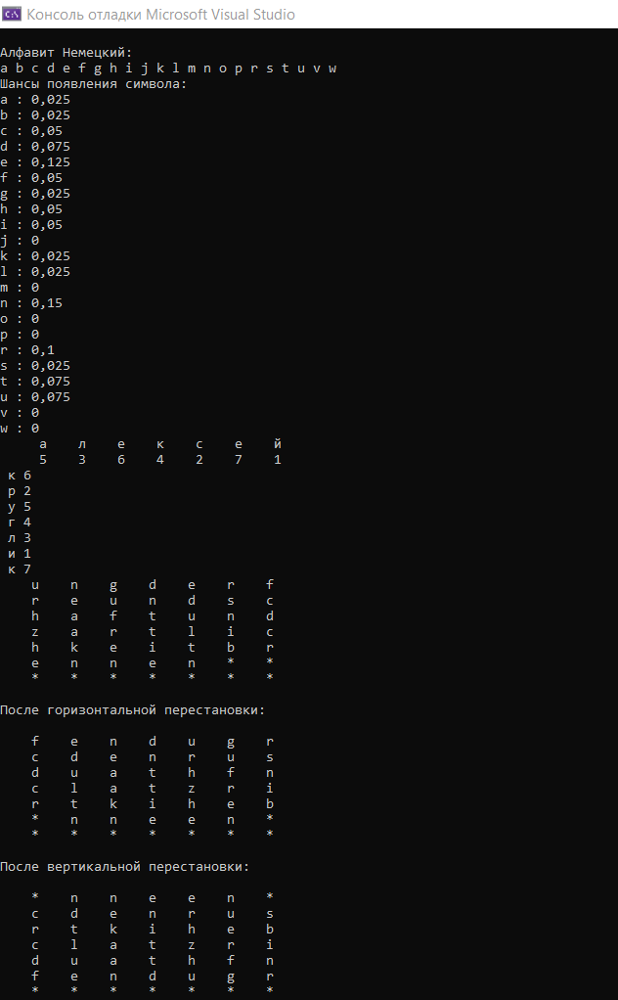 Консоль отладки Microsoft Visual Studio
Алфавит Немецкий:
a b c d e f g h i j k l m n o p r s t u v w
Шансы появления символа:
a : 0,025
b : 0,025
c : 0,05
d : 0,075
e : 0,125
f : 0,05
g : 0,025
h : 0,05
i : 0,05
j : 0
k : 0,025
l : 0,025
m : 0
n : 0,15
o : 0
p : 0
r : 0,1
s : 0,025
t : 0,075
u : 0,075
v : 0
w : 0
а л е к с е й
5 3 6 4 2 7 1
к 6
р 2
у 5
г 4
л 3
и 1
к 7
u n g d e r f
r e u n d s c
h a f t u n d
z a r t l i c
h k e i t b r
e n n e n * *
* * * * * * *
После горизонтальной перестановки:
f e n d u g r
c d e n r u s
d u a t h f n
c l a t z r i
r t k i h e b
* n n e e n *
* * * * * * *
После вертикальной перестановки:
* n n e e n *
c d e n r u s
r t k i h e b
c l a t z r i
d u a t h f n
f e n d u g r
* * * * * * *